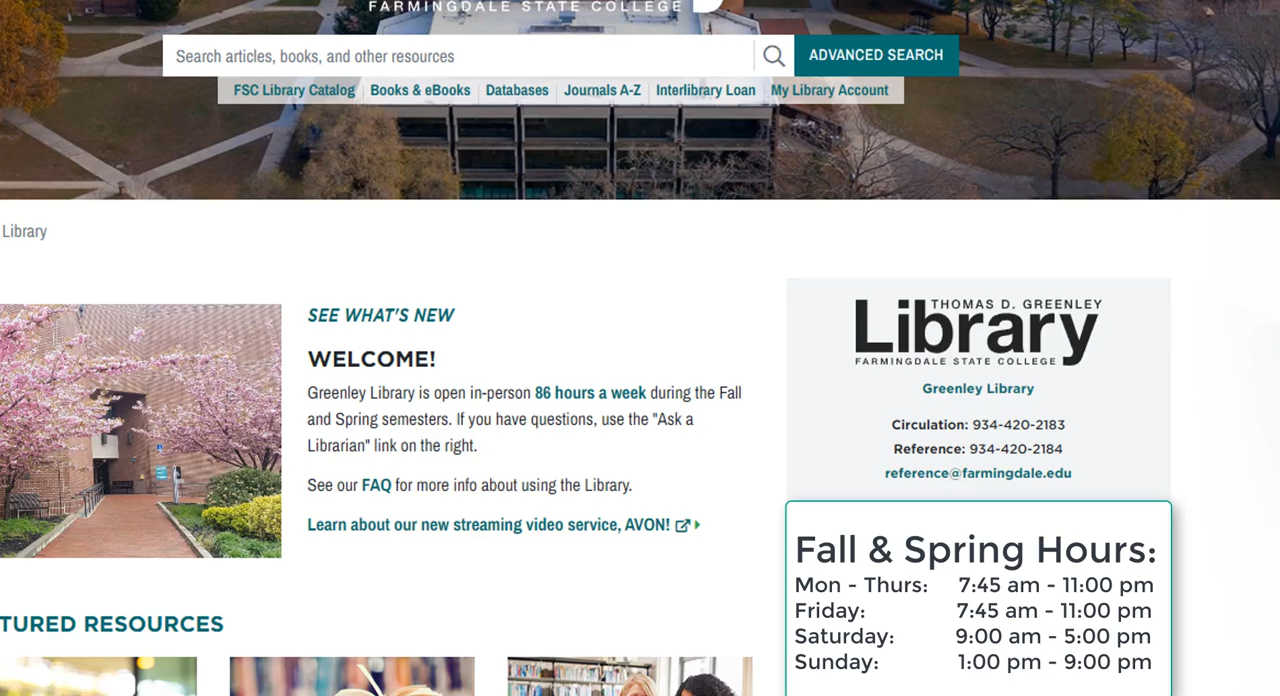 FARMINGDALE STATE COLLEGE
Search articles, books, and other resources
ADVANCED SEARCH
FSC Library Catalog
Books & eBooks
Databases
Journals A-Z
Interlibrary Loan
My Library Account
Library
SEE WHAT'S NEW
WELCOME!
Greenley Library is open in-person 86 hours a week during the Fall
and Spring semesters. If you have questions, use the "Ask a
Librarian" link on the right.
See our FAQ for more info about using the Library.
Learn about our new streaming video service, AVON!
TURED RESOURCES
THOMAS D. GREENLEY
Library
FARMINGDALE STATE COLLEGE
Greenley Library
Circulation: 934-420-2183
Reference: 934-420-2184
reference@farmingdale.edu
Fall & Spring Hours:
Mon - Thurs: 7:45 am - 11:00 pm
Friday: 7:45 am - 11:00 pm
Saturday: 9:00 am - 5:00 pm
Sunday: 1:00 pm - 9:00 pm